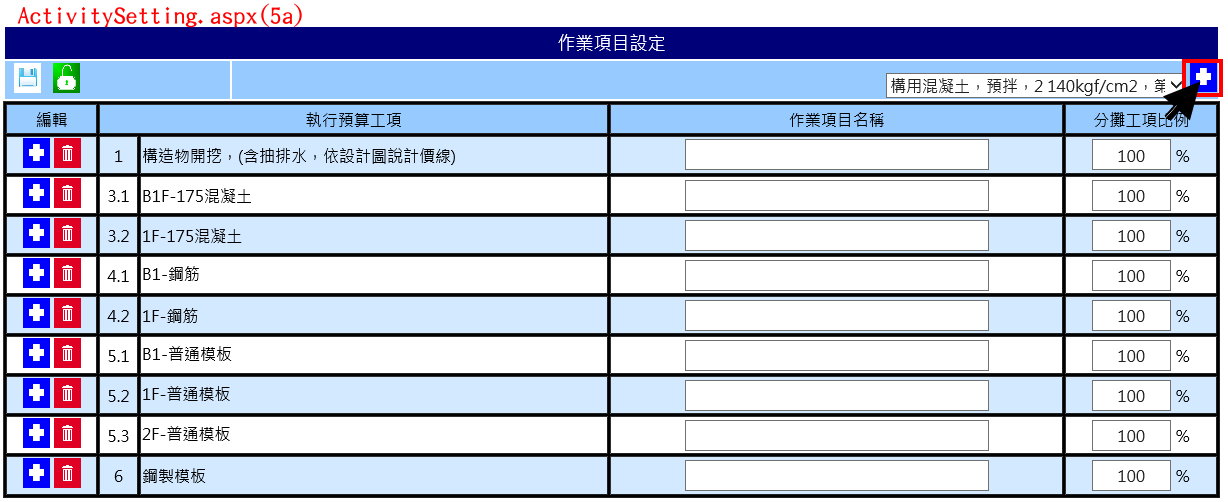 ActivitySetting.aspx(5a)
作業項目設定
構用混凝土，預拌，2 140kgf/cm2，第
編輯 執行預算工項 作業項目名稱 分攤工項比例
1 構造物開挖，(含抽排水，依設計圖說計價線) 100 %
3.1 B1F-175混凝土 100 %
3.2 1F-175混凝土 100 %
4.1 B1-鋼筋 100 %
4.2 1F-鋼筋 100 %
5.1 B1-普通模板 100 %
5.2 1F-普通模板 100 %
5.3 2F-普通模板 100 %
6 鋼製模板 100 %